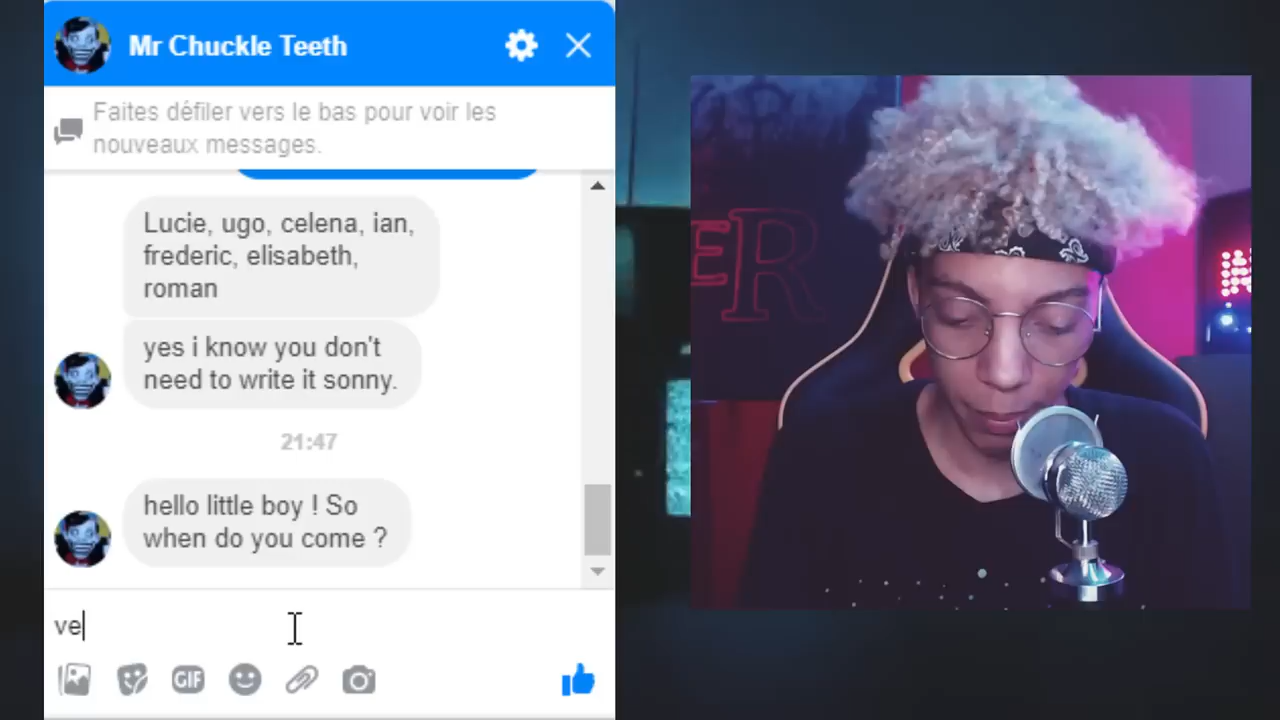 Mr Chuckle Teeth
Faites défiler vers le bas pour voir les
nouveaux messages.
Lucie, ugo, celena, ian,
frederic, elisabeth,
roman
yes i know you don't
need to write it sonny.
21:47
hello little boy ! So
when do you come ?
ve
GIF
ER